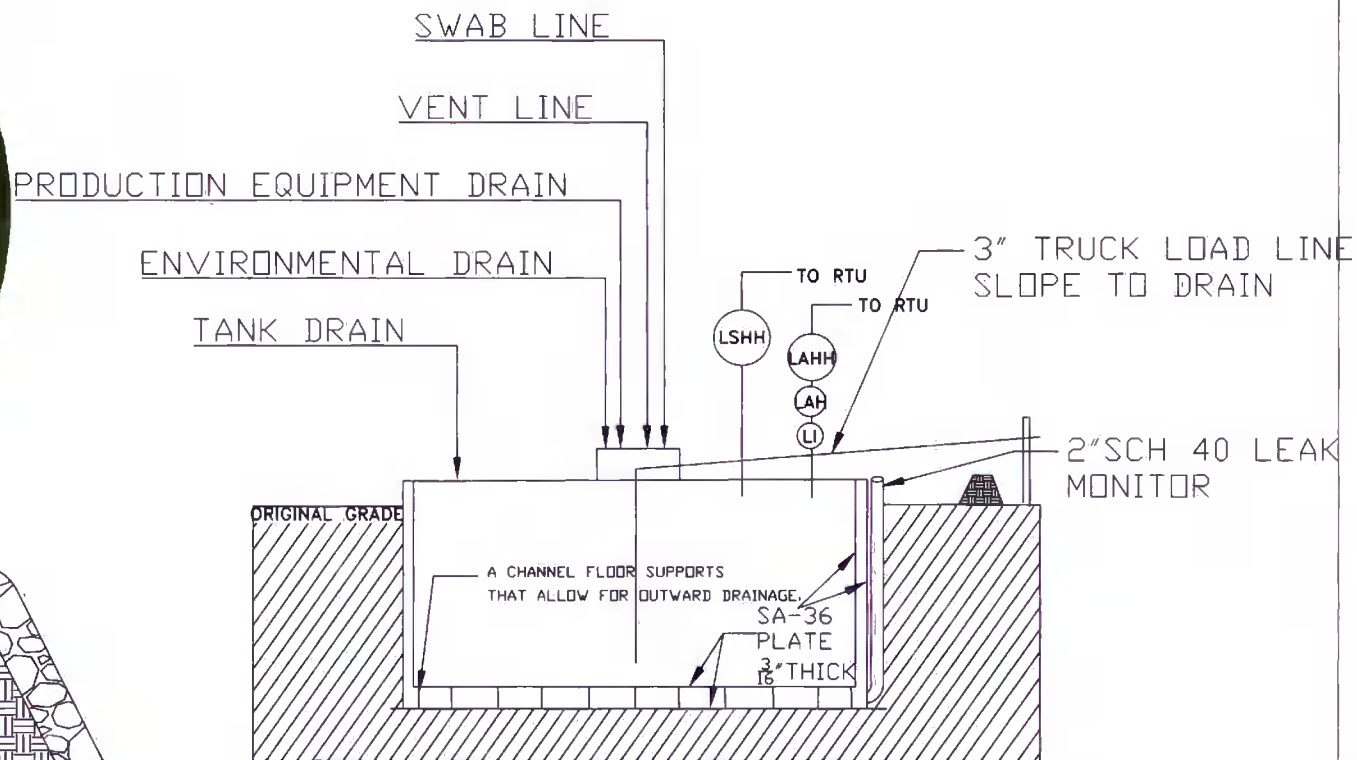 SWAB LINE
VENT LINE
PRODUCTION EQUIPMENT DRAIN
ENVIRONMENTAL DRAIN
TANK DRAIN
TO RTU
TO RTU
3" TRUCK LOAD LINE
SLOPE TO DRAIN
LSHH
LAHH
LAH
LI
2"SCH 40 LEAK
MONITOR
ORIGINAL GRADE
A CHANNEL FLOOR SUPPORTS
THAT ALLOW FOR OUTWARD DRAINAGE.
SA-36
PLATE
3/16" THICK